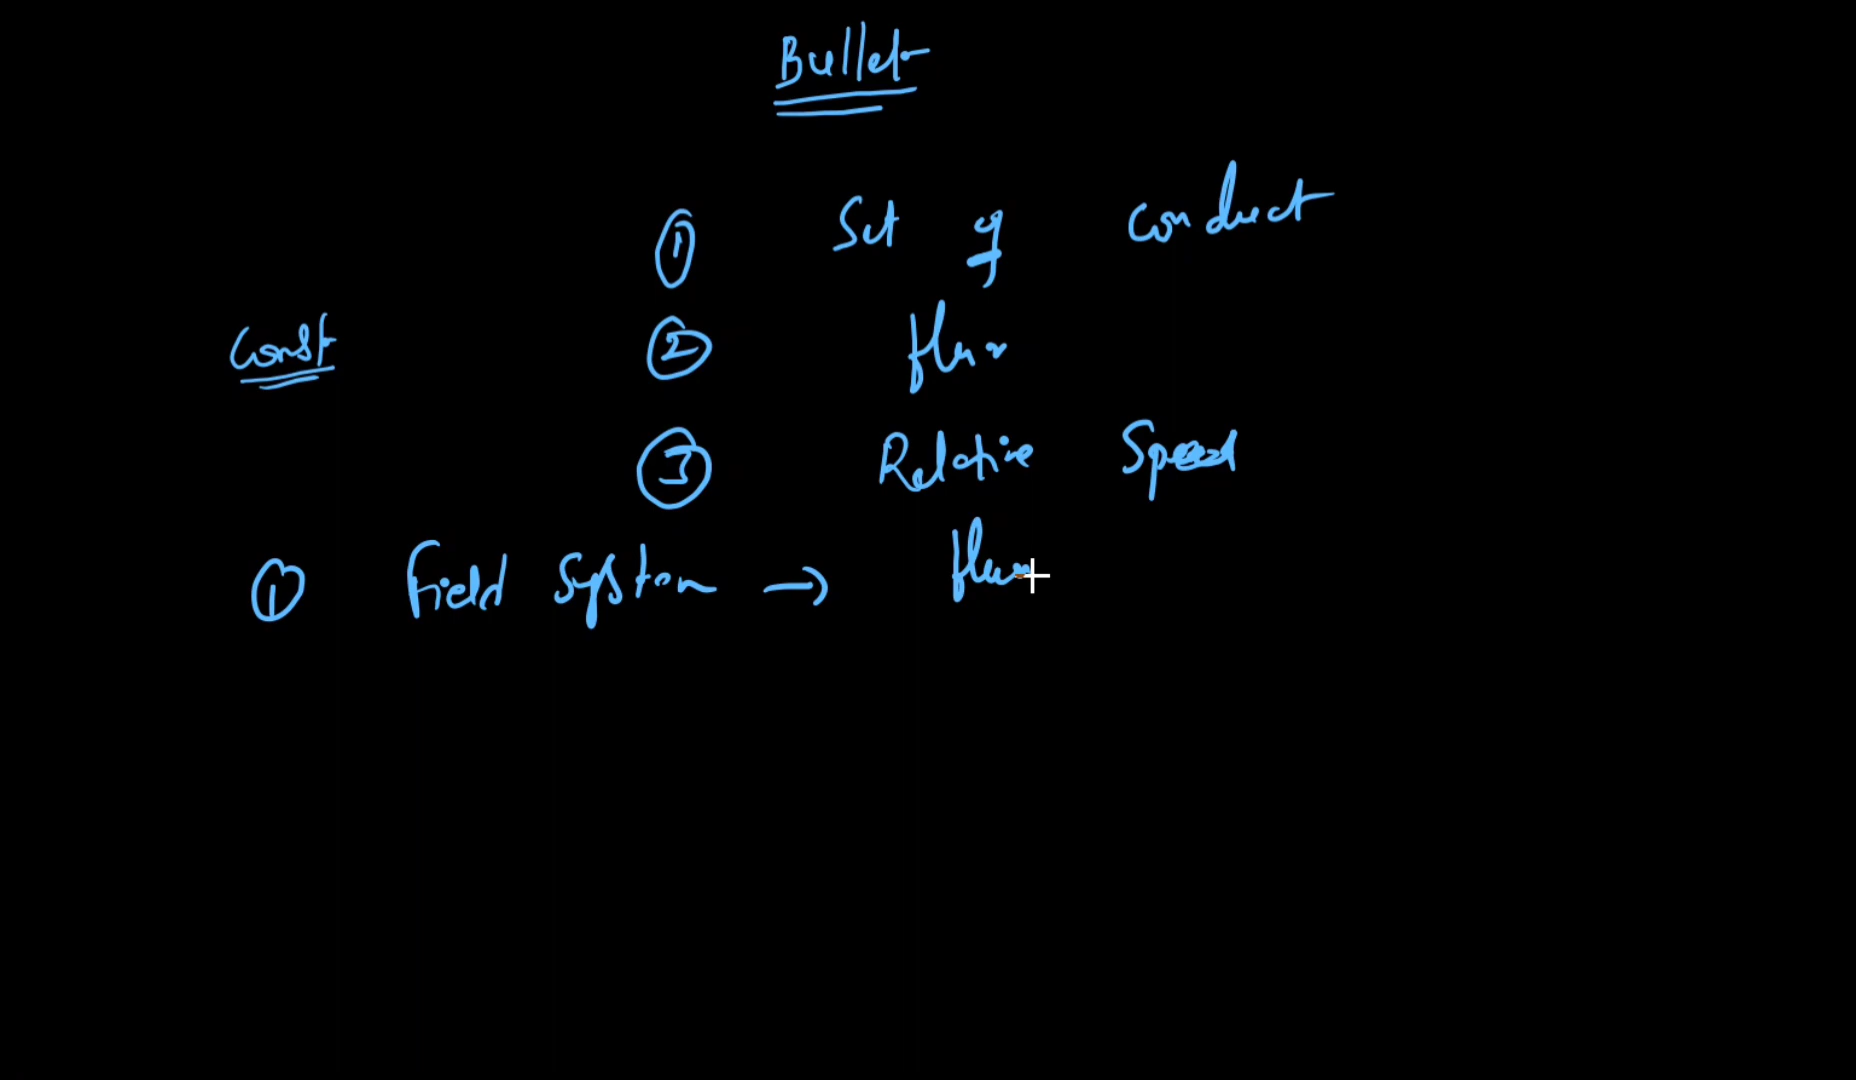 Bullet
① Set of conduct
② flux
Const
③ Relative Speed
① Field System → flux